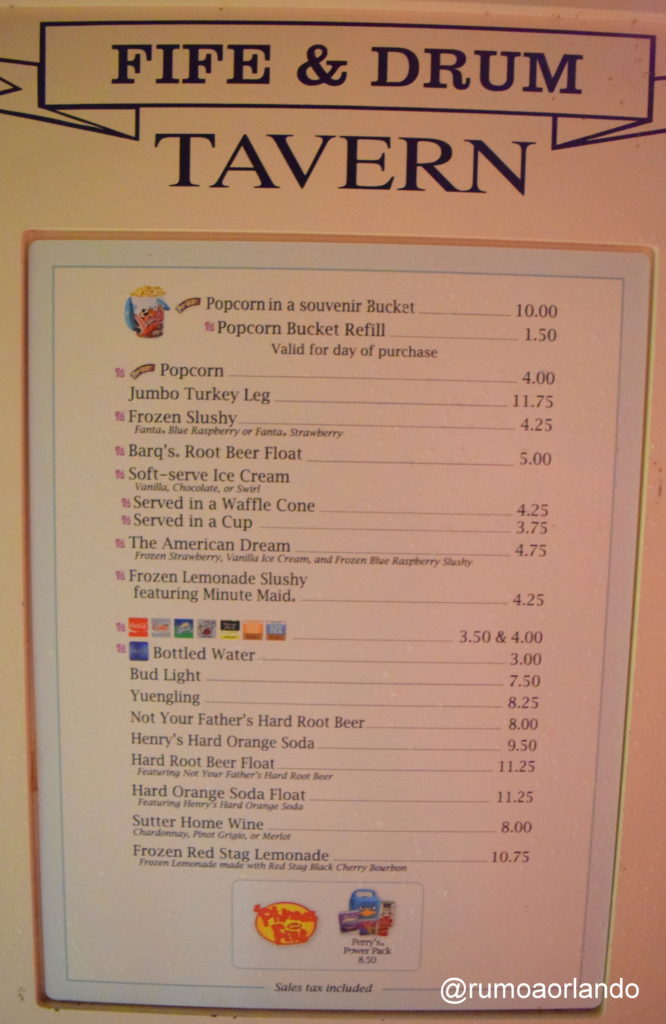 FIFE & DRUM
TAVERN
Popcorn in a souvenir Bucket 10.00
Popcorn Bucket Refill 1.50
Valid for day of purchase
Popcorn 4.00
Jumbo Turkey Leg 11.75
Frozen Slushy 4.25
Fanta® Blue Raspberry or Fanta® Strawberry
Barq's® Root Beer Float 5.00
Soft-serve Ice Cream
Vanilla, Chocolate, or Swirl
Served in a Waffle Cone 4.25
Served in a Cup 3.75
The American Dream 4.75
Frozen Strawberry, Vanilla Ice Cream, and Frozen Blue Raspberry Slushy
Frozen Lemonade Slushy
featuring Minute Maid® 4.25
3.50 & 4.00
Bottled Water 3.00
Bud Light 7.50
Yuengling 8.25
Not Your Father's Hard Root Beer 8.00
Henry's Hard Orange Soda 9.50
Hard Root Beer Float 11.25
Featuring Not Your Father's Hard Root Beer
Hard Orange Soda Float 11.25
Featuring Henry's Hard Orange Soda
Sutter Home Wine 8.00
Chardonnay, Pinot Grigio, or Merlot
Frozen Red Stag Lemonade 10.75
Frozen Lemonade made with Red Stag Black Cherry Bourbon
Phineas and Ferb
Perry's®
Power Pack
8.50
Sales tax included
@rumoaorlando